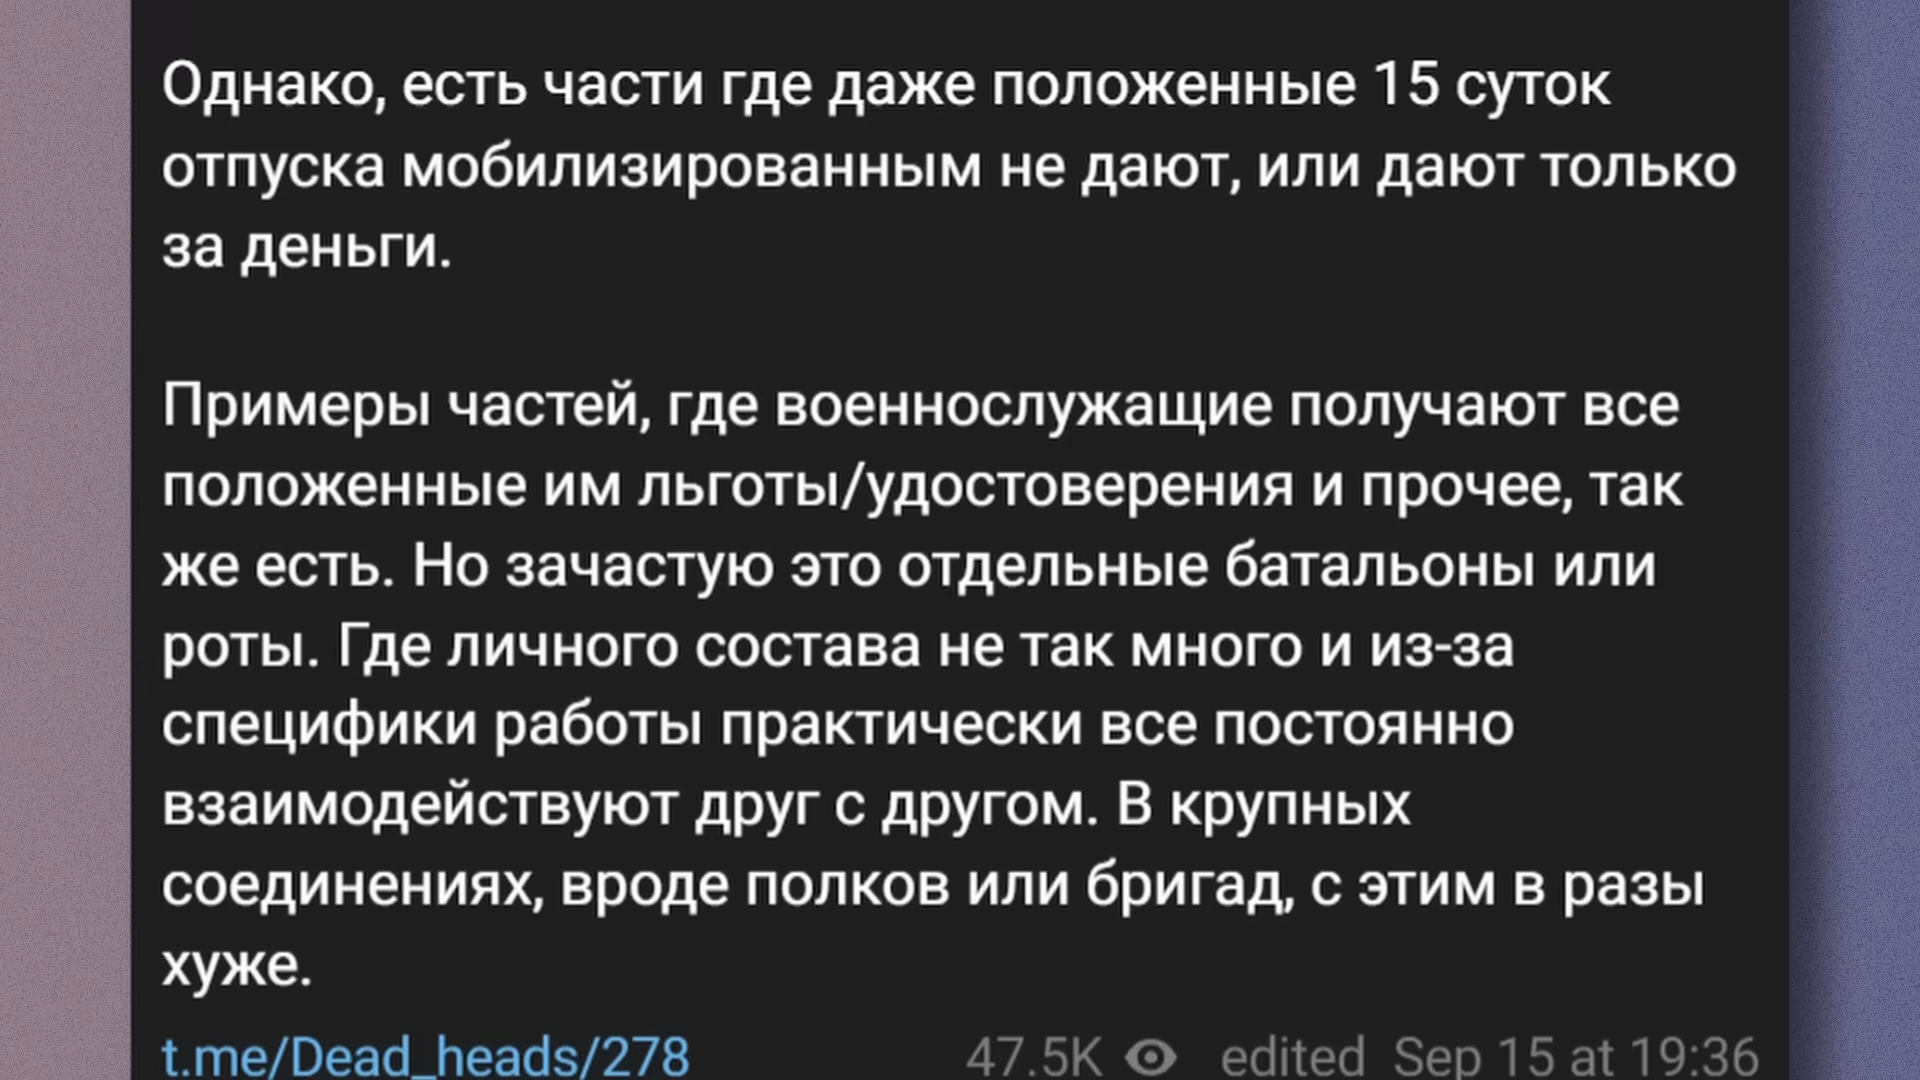 Однако, есть части где даже положенные 15 суток
отпуска мобилизированным не дают, или дают только
за деньги.
Примеры частей, где военнослужащие получают все
положенные им льготы/удостоверения и прочее, так
же есть. Но зачастую это отдельные батальоны или
роты. Где личного состава не так много и из-за
специфики работы практически все постоянно
взаимодействуют друг с другом. В крупных
соединениях, вроде полков или бригад, с этим в разы
хуже.
t.me/Dead_heads/278 47.5K edited Sep 15 at 19:36